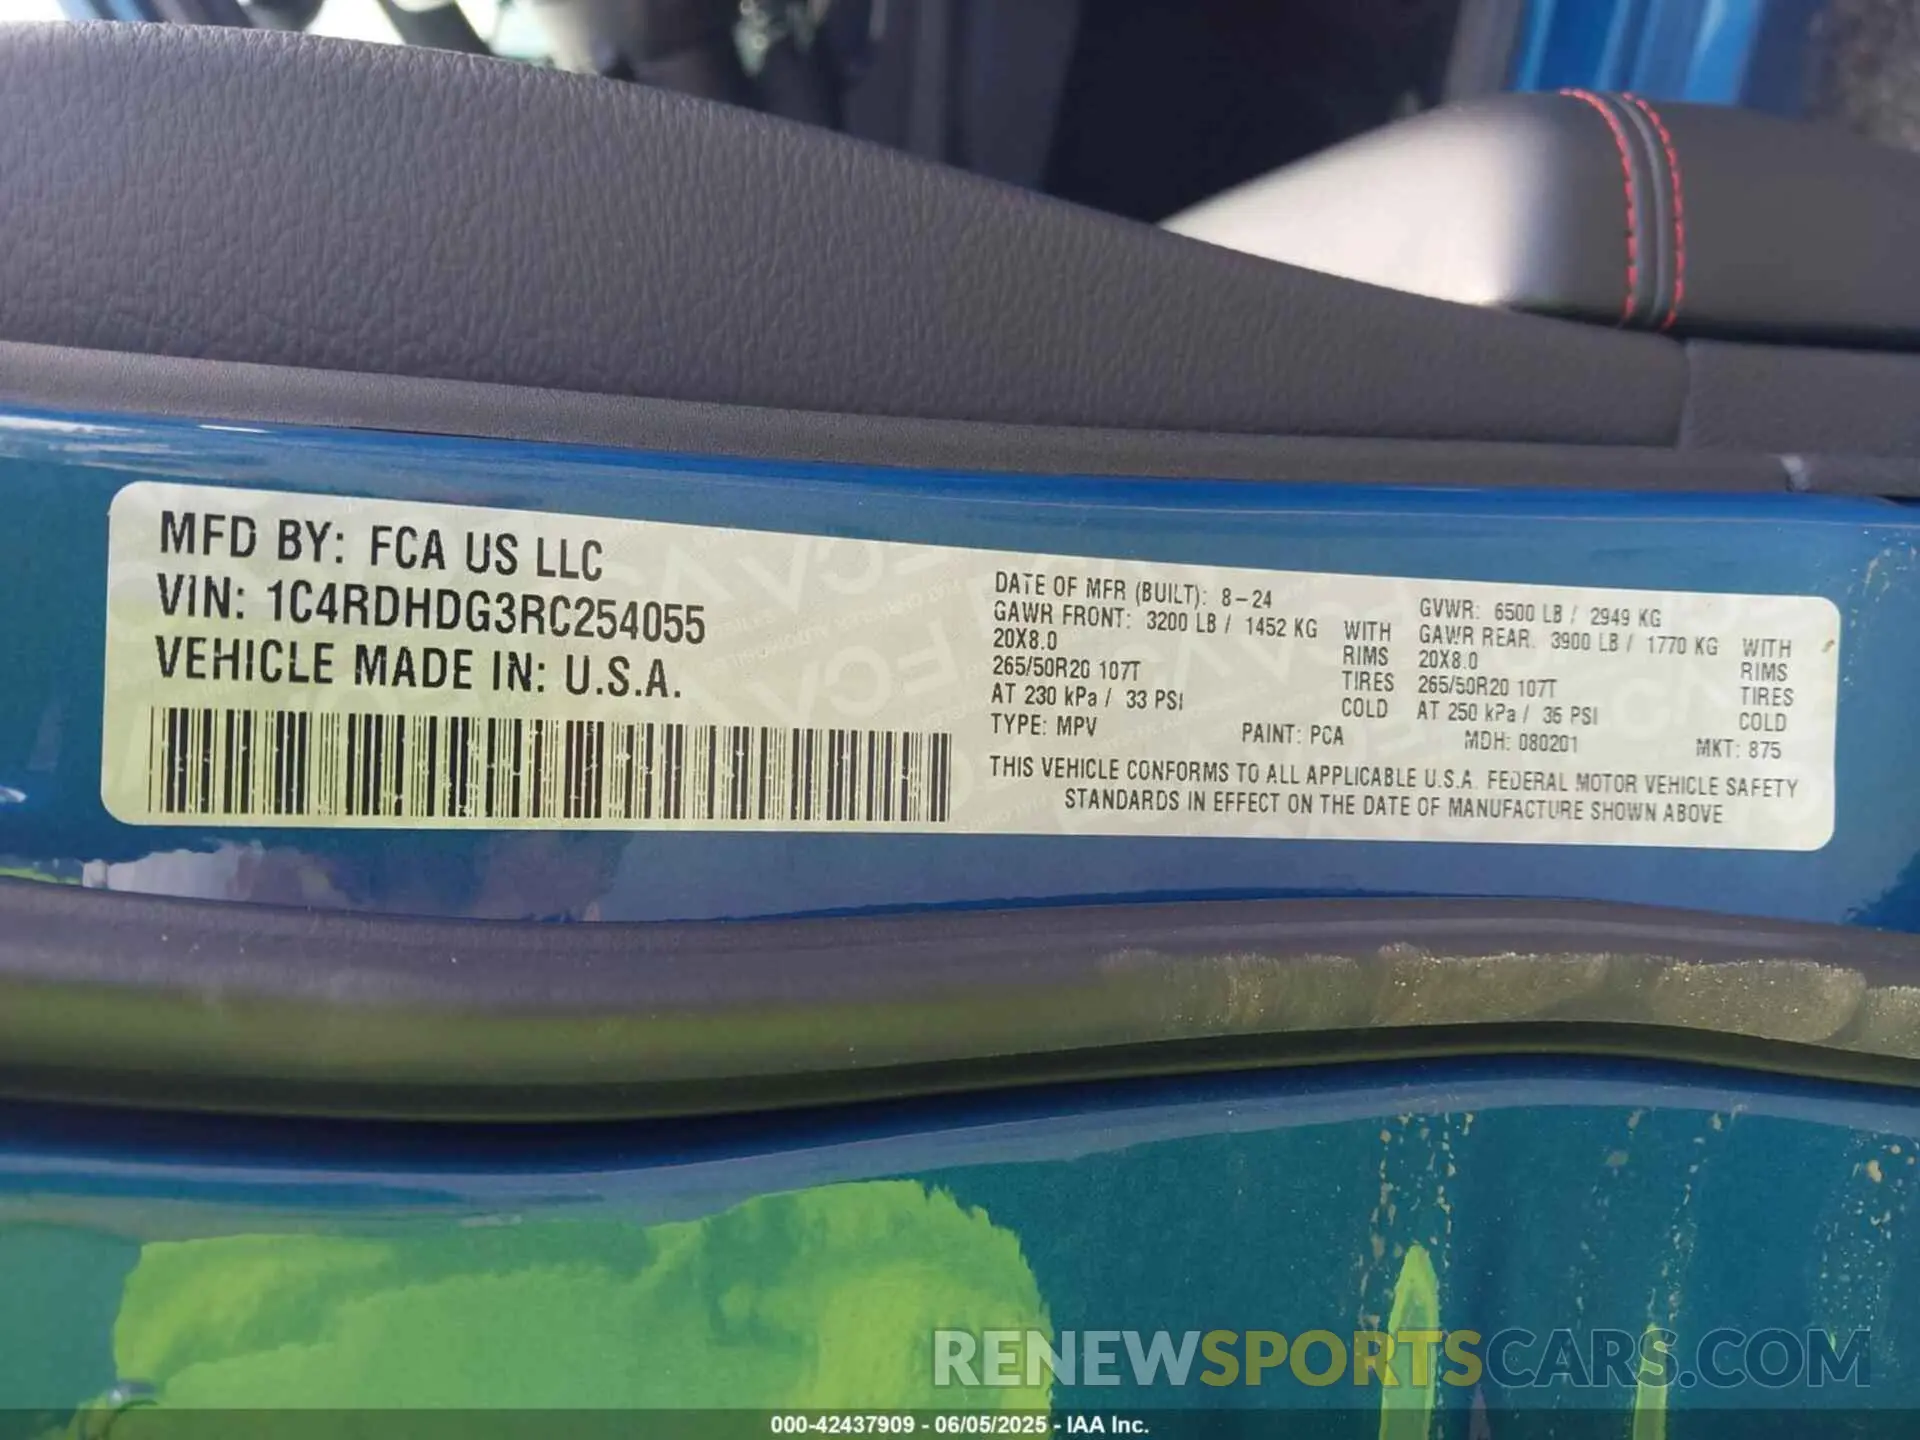 MFD BY: FCA US LLC
VIN: 1C4RDHDG3RC254055
VEHICLE MADE IN: U.S.A.
DATE OF MFR (BUILT): 8-24 GVWR: 6500 LB / 2949 KG
GAWR FRONT: 3200 LB / 1452 KG WITH GAWR REAR. 3900 LB / 1770 KG WITH
20X8.0 RIMS 20X8.0 RIMS
265/50R20 107T TIRES 265/50R20 107T TIRES
AT 230 kPa / 33 PSI COLD AT 250 kPa / 36 PSI COLD
TYPE: MPV PAINT: PCA MDH: 080201 MKT: 875
THIS VEHICLE CONFORMS TO ALL APPLICABLE U.S.A. FEDERAL MOTOR VEHICLE SAFETY
STANDARDS IN EFFECT ON THE DATE OF MANUFACTURE SHOWN ABOVE
RENEWSPORTSCARS.COM
000-42437909 - 06/05/2025 - IAA Inc.